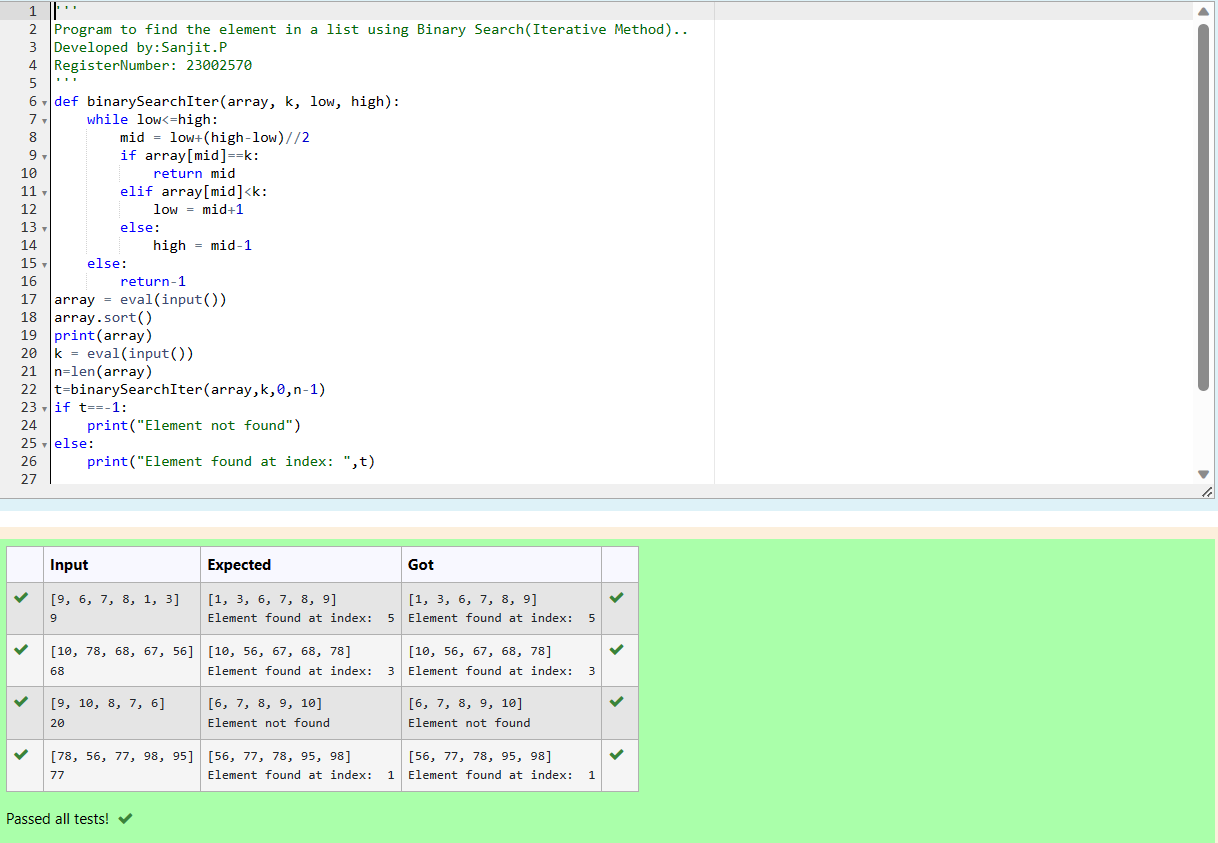 1 '''
2 Program to find the element in a list using Binary Search(Iterative Method)..
3 Developed by:Sanjit.P
4 RegisterNumber: 23002570
5 '''
6 def binarySearchIter(array, k, low, high):
7     while low<=high:
8         mid = low+(high-low)//2
9         if array[mid]==k:
10             return mid
11         elif array[mid]<k:
12             low = mid+1
13         else:
14             high = mid-1
15     else:
16         return-1
17 array = eval(input())
18 array.sort()
19 print(array)
20 k = eval(input())
21 n=len(array)
22 t=binarySearchIter(array,k,0,n-1)
23 if t==-1:
24     print("Element not found")
25 else:
26     print("Element found at index: ",t)
27
Input Expected Got
[9, 6, 7, 8, 1, 3] [1, 3, 6, 7, 8, 9] [1, 3, 6, 7, 8, 9]
9 Element found at index:  5 Element found at index:  5
[10, 78, 68, 67, 56] [10, 56, 67, 68, 78] [10, 56, 67, 68, 78]
68 Element found at index:  3 Element found at index:  3
[9, 10, 8, 7, 6] [6, 7, 8, 9, 10] [6, 7, 8, 9, 10]
20 Element not found Element not found
[78, 56, 77, 98, 95] [56, 77, 78, 95, 98] [56, 77, 78, 95, 98]
77 Element found at index:  1 Element found at index:  1
Passed all tests!